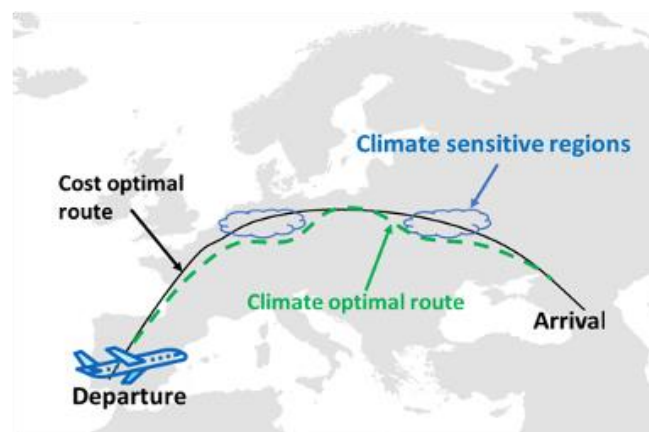 Climate sensitive regions
Cost optimal
route
Climate optimal route
Arrival
Departure